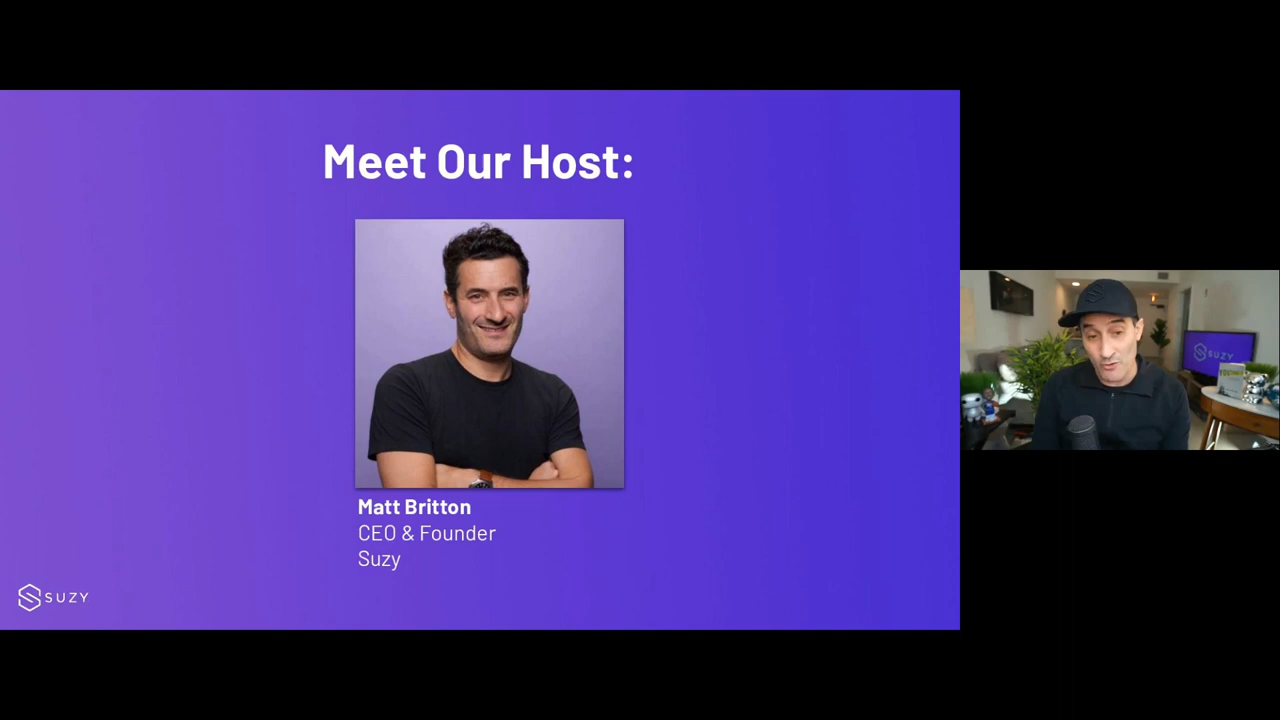 Meet Our Host:
Matt Britton
CEO & Founder
Suzy
SUZY
SUZY